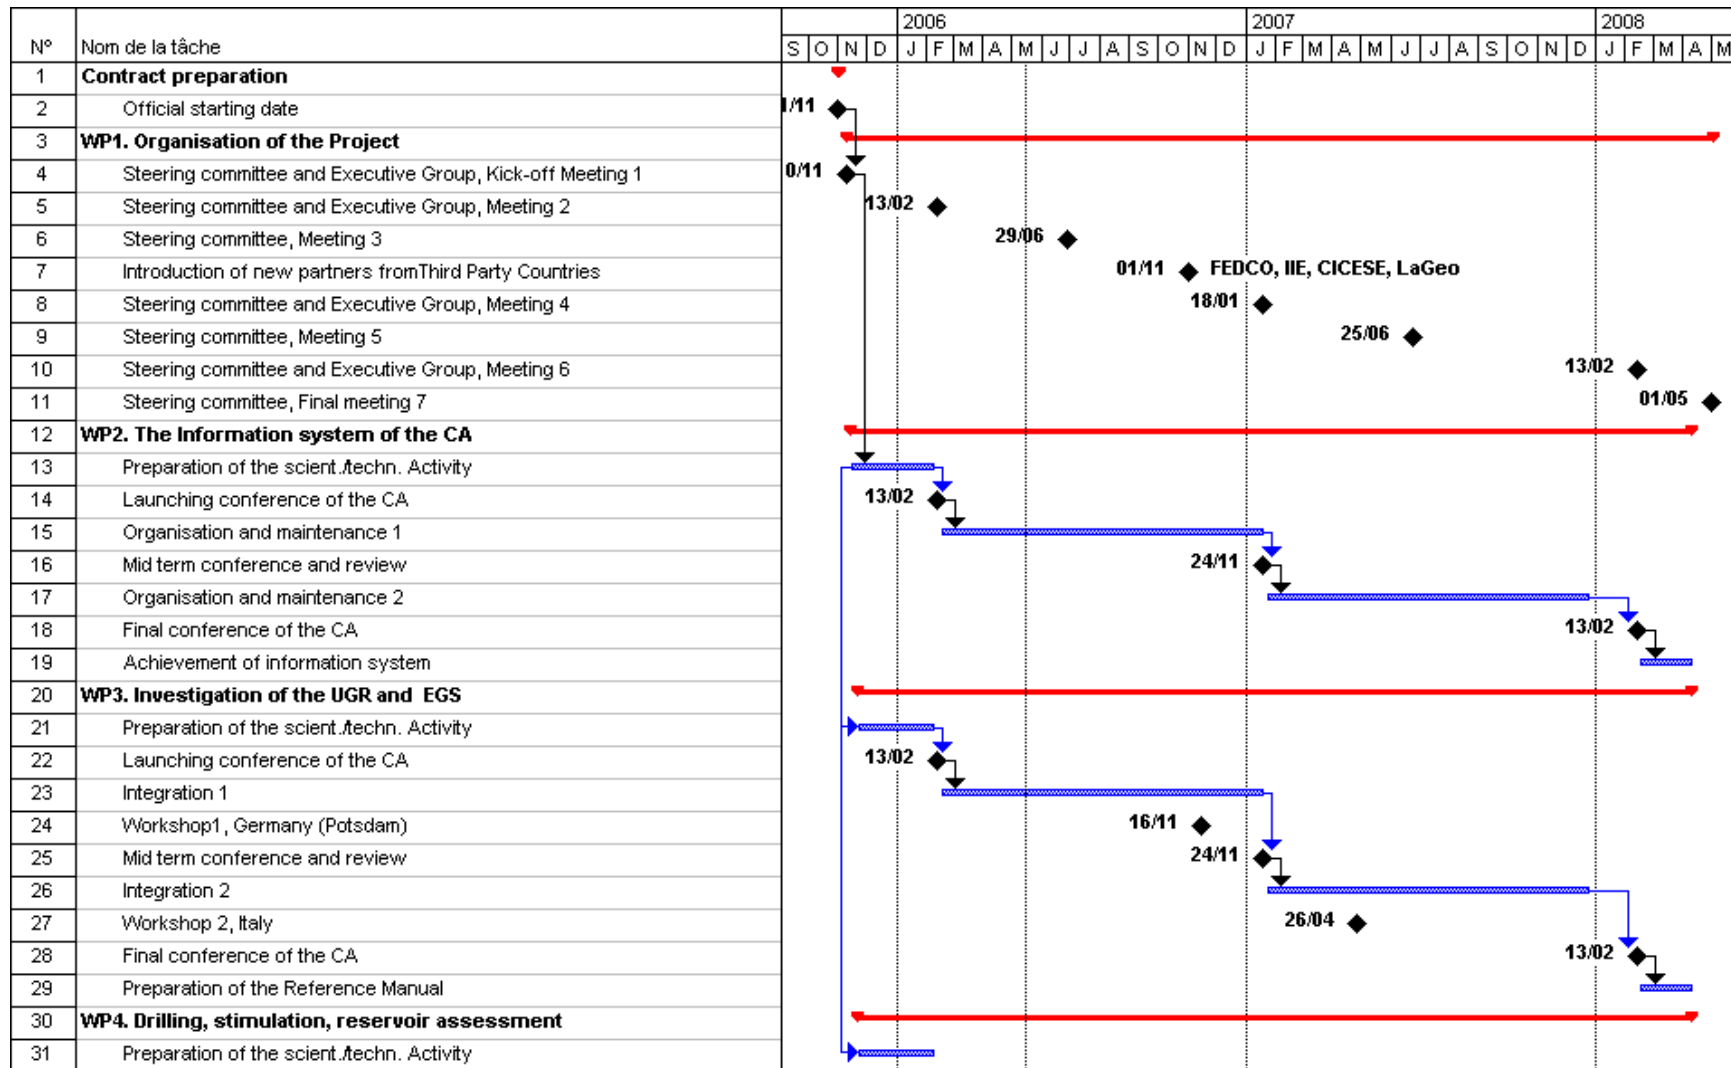 2006 2007 2008
N° Nom de la tâche S O N D J F M A M J J A S O N D J F M A M J J A S O N D J F M A M
1 Contract preparation
2 Official starting date 1/11
3 WP1. Organisation of the Project
4 Steering committee and Executive Group, Kick-off Meeting 1 0/11
5 Steering committee and Executive Group, Meeting 2 13/02
6 Steering committee, Meeting 3 29/06
7 Introduction of new partners fromThird Party Countries 01/11 FEDCO, IIE, CICESE, LaGeo
8 Steering committee and Executive Group, Meeting 4 18/01
9 Steering committee, Meeting 5 25/06
10 Steering committee and Executive Group, Meeting 6 13/02
11 Steering committee, Final meeting 7 01/05
12 WP2. The Information system of the CA
13 Preparation of the scient./techn. Activity
14 Launching conference of the CA 13/02
15 Organisation and maintenance 1
16 Mid term conference and review 24/11
17 Organisation and maintenance 2
18 Final conference of the CA 13/02
19 Achievement of information system
20 WP3. Investigation of the UGR and EGS
21 Preparation of the scient./techn. Activity
22 Launching conference of the CA 13/02
23 Integration 1
24 Workshop1, Germany (Potsdam) 16/11
25 Mid term conference and review 24/11
26 Integration 2
27 Workshop 2, Italy 26/04
28 Final conference of the CA 13/02
29 Preparation of the Reference Manual
30 WP4. Drilling, stimulation, reservoir assessment
31 Preparation of the scient./techn. Activity